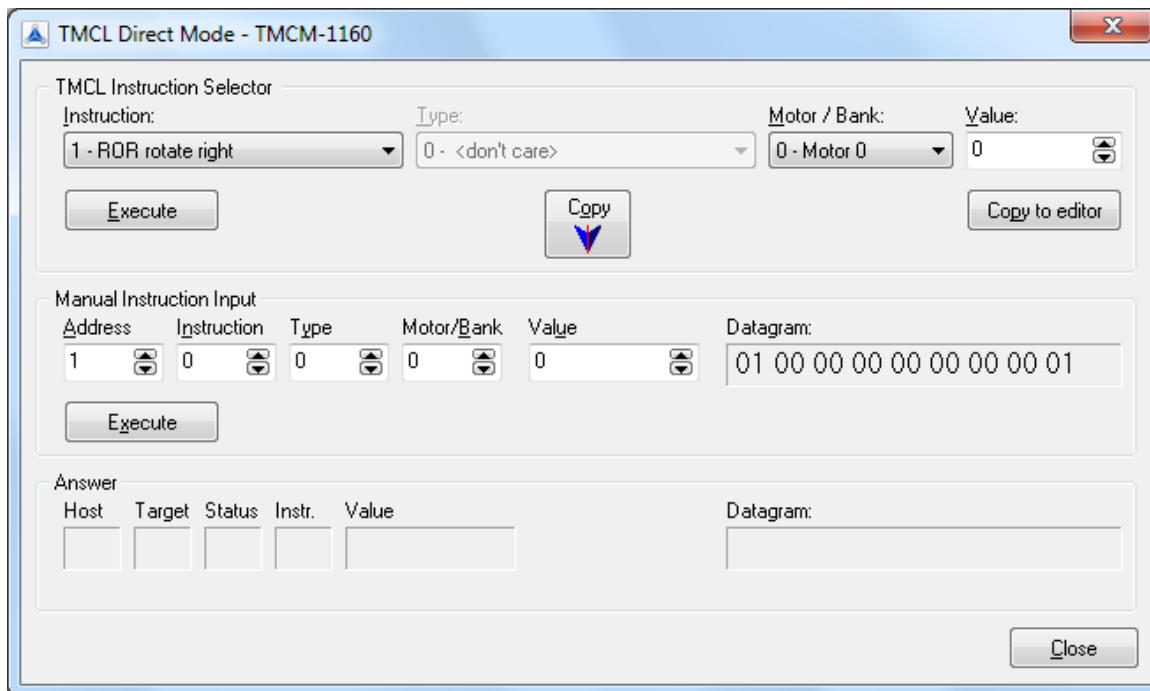 TMCL Direct Mode - TMCM-1160
TMCL Instruction Selector
Instruction: Type: Motor / Bank: Value:
1 - ROR rotate right 0 - <don't care> 0 - Motor 0 0
Execute Copy Copy to editor
Manual Instruction Input
Address Instruction Type Motor/Bank Value Datagram:
1 0 0 0 0 01 00 00 00 00 00 00 00 01
Execute
Answer
Host Target Status Instr. Value Datagram:
Close